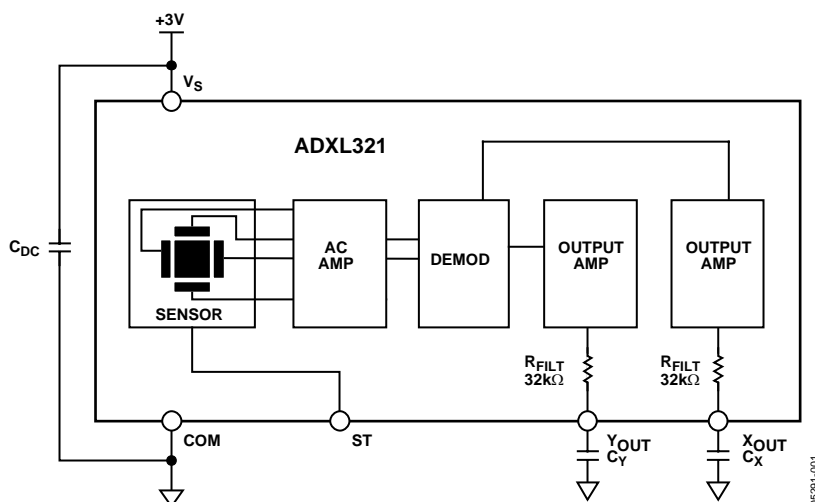 +3V
VS
ADXL321
CDC
SENSOR
AC
AMP
DEMOD
OUTPUT
AMP
OUTPUT
AMP
RFILT
32kΩ
RFILT
32kΩ
COM
ST
YOUT
CY
XOUT
CX